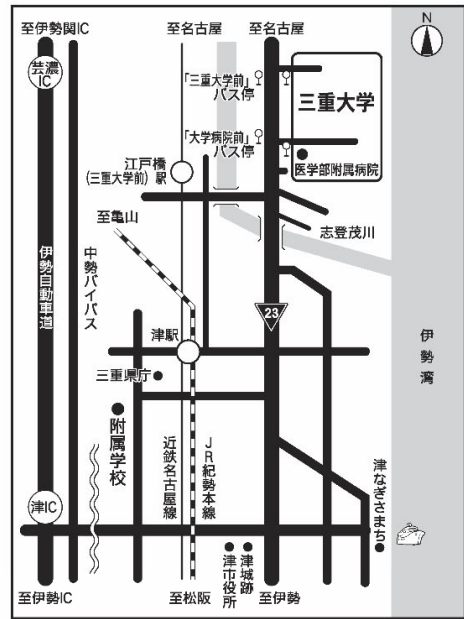 至伊勢関IC
至名古屋
至名古屋
N
芸濃
IC
「三重大学前」
バス停
三重大学
「大学病院前」
バス停
江戸橋
(三重大学前)駅
医学部附属病院
至亀山
志登茂川
伊勢自動車道
中勢バイパス
23
津駅
伊勢湾
三重県庁
附属学校
近鉄名古屋線
JR紀勢本線
津なぎさまち
津IC
津市役所
津城跡
至伊勢IC
至松阪
至伊勢